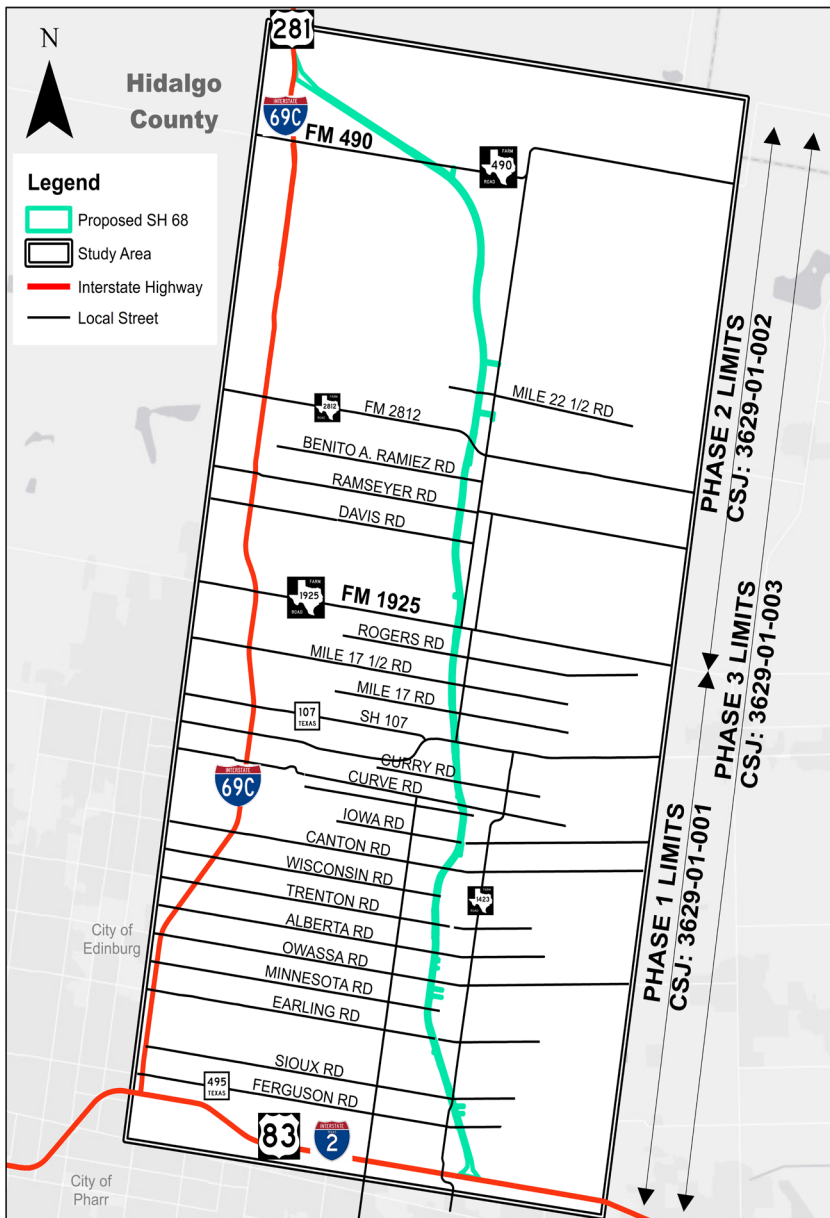 281
N
Hidalgo
County
INTERSTATE
69C
FM 490
FARM
490
ROAD
Legend
Proposed SH 68
Study Area
Interstate Highway
Local Street
PHASE 2 LIMITS
CSJ: 3629-01-002
MILE 22 1/2 RD
FARM
2812
ROAD
FM 2812
BENITO A. RAMIEZ RD
RAMSEYER RD
DAVIS RD
FARM
1925
ROAD
FM 1925
ROGERS RD
MILE 17 1/2 RD
MILE 17 RD
PHASE 3 LIMITS
CSJ: 3629-01-003
107
TEXAS
SH 107
CURRY RD
CURVE RD
INTERSTATE
69C
IOWA RD
CANTON RD
WISCONSIN RD
TRENTON RD
1423
ALBERTA RD
PHASE 1 LIMITS
CSJ: 3629-01-001
City of
Edinburg
OWASSA RD
MINNESOTA RD
EARLING RD
SIOUX RD
495
TEXAS
FERGUSON RD
83
INTERSTATE
2
City of
Pharr